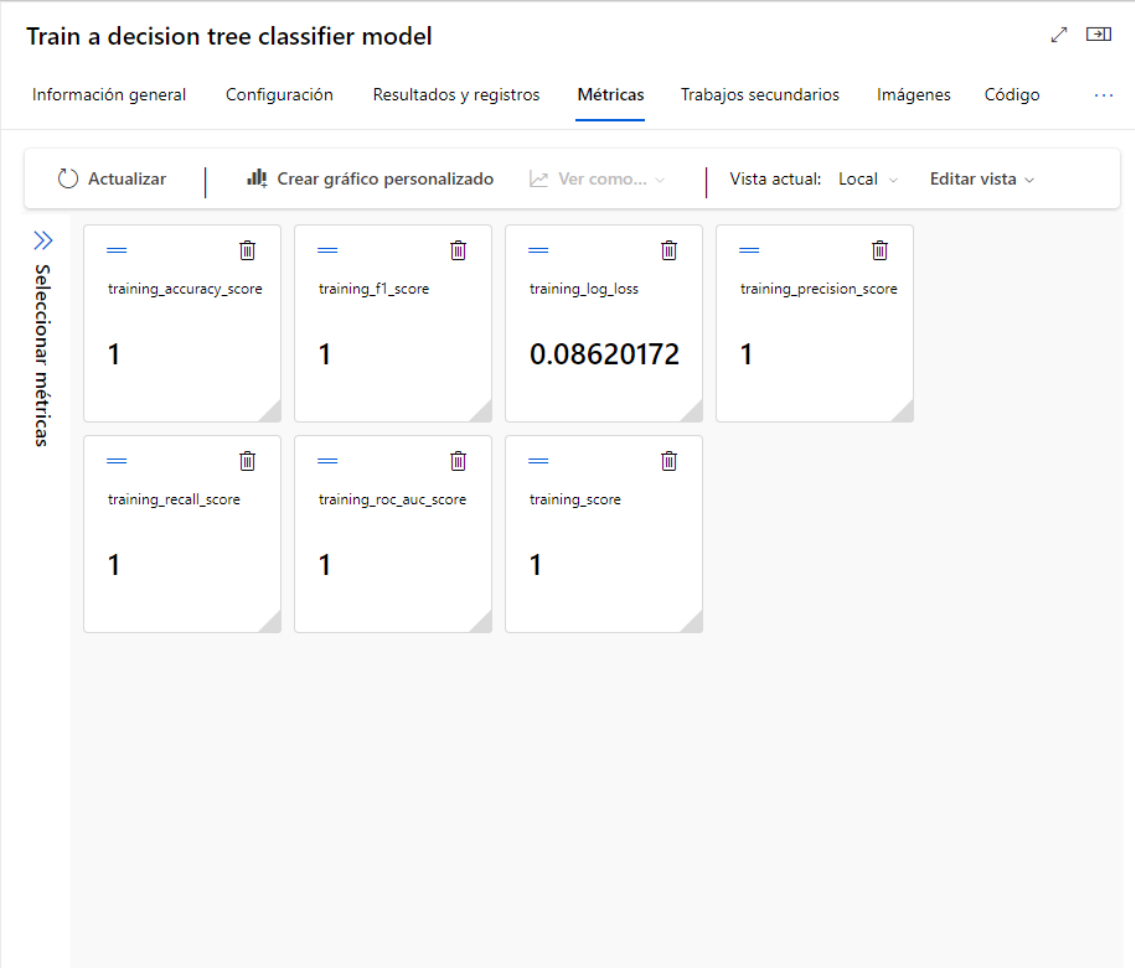 Train a decision tree classifier model
Información general Configuración Resultados y registros Métricas Trabajos secundarios Imágenes Código ...
Actualizar Crear gráfico personalizado Ver como... Vista actual: Local Editar vista
Seleccionar métricas
training_accuracy_score training_f1_score training_log_loss training_precision_score
1 1 0.08620172 1
training_recall_score training_roc_auc_score training_score
1 1 1